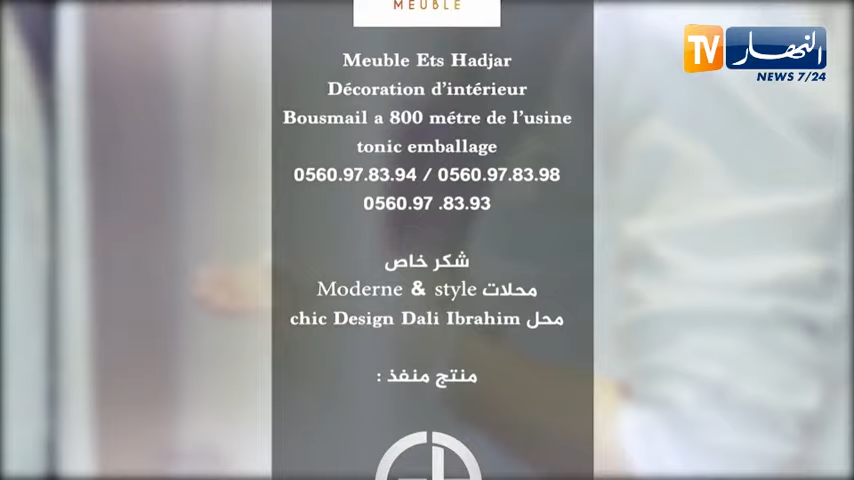 MEUBLE
TV النهار
NEWS 7/24
Meuble Ets Hadjar
Décoration d'intérieur
Bousmail a 800 métre de l'usine
tonic emballage
0560.97.83.94 / 0560.97.83.98
0560.97 .83.93
شكر خاص
محلات Moderne & style
محل chic Design Dali Ibrahim
منتج منفذ :